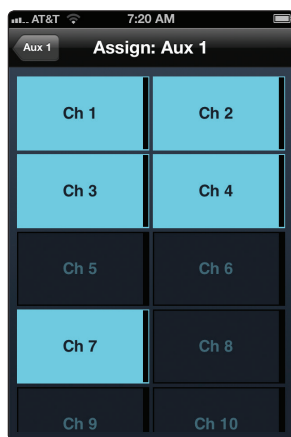 AT&T 7:20 AM
Aux 1 Assign: Aux 1
Ch 1 Ch 2
Ch 3 Ch 4
Ch 5 Ch 6
Ch 7 Ch 8
Ch 9 Ch 10